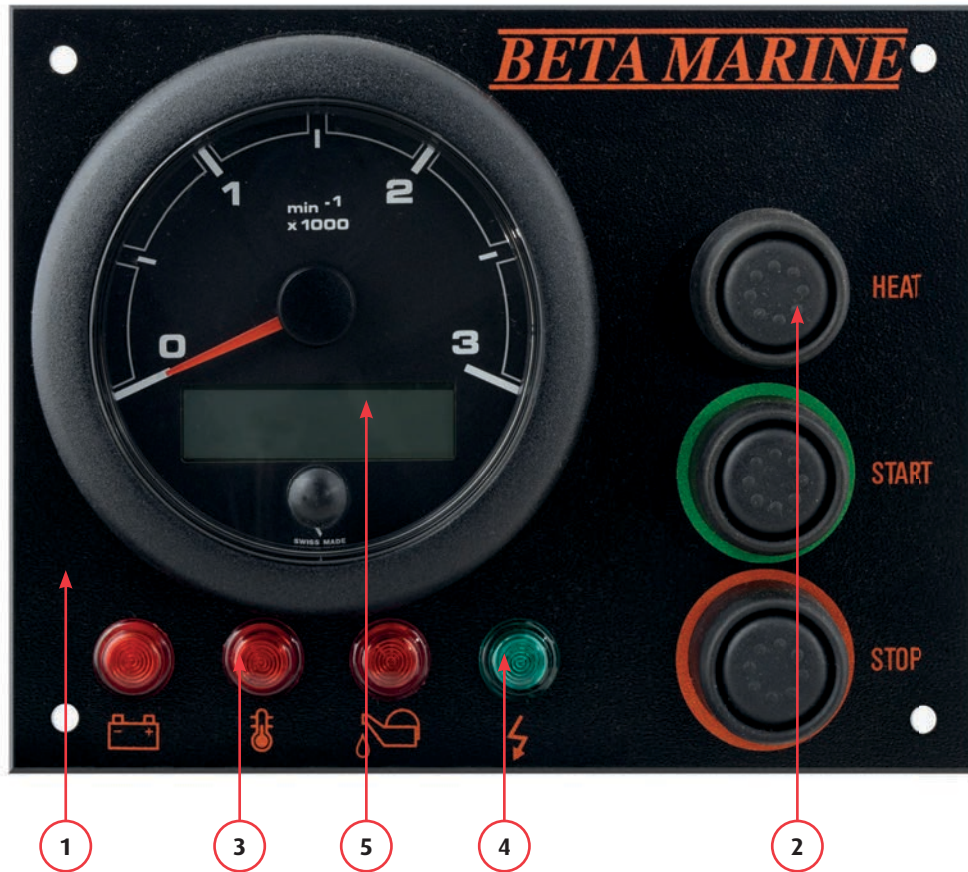 BETA MARINE
1
2
min -1
x 1000
HEAT
0
3
START
SWISS MADE
- +
STOP
1
3
5
4
2